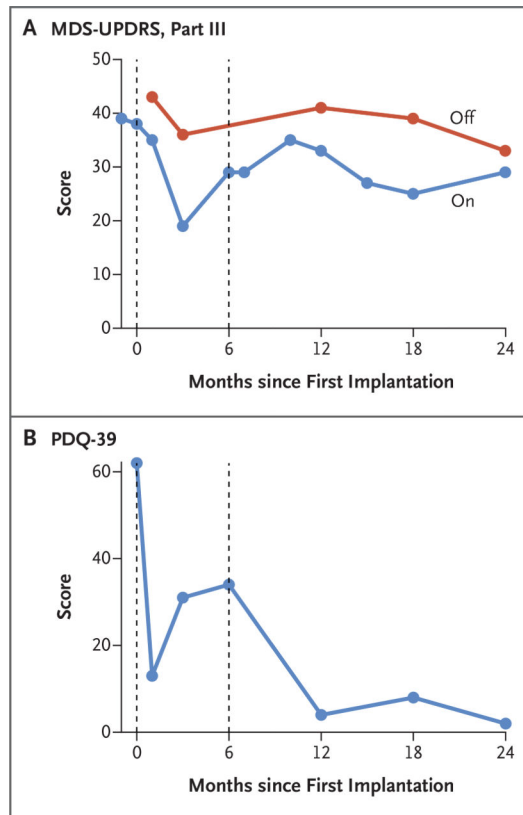 A MDS-UPDRS, Part III
50
40
30
20
10
0
Score
Off
On
0 6 12 18 24
Months since First Implantation
B PDQ-39
60
40
20
0
Score
0 6 12 18 24
Months since First Implantation